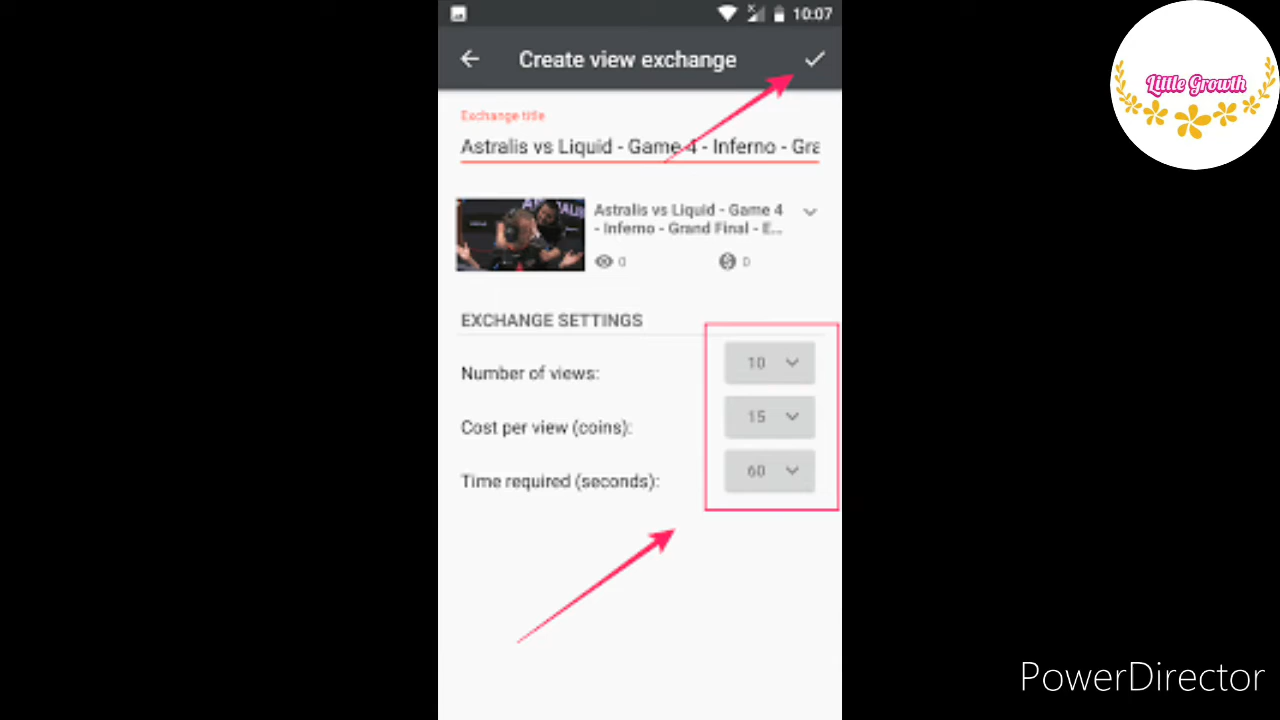 10:07
Create view exchange
Exchange title
Astralis vs Liquid - Game 4 - Inferno - Gra
Astralis vs Liquid - Game 4
- Inferno - Grand Final - E...
0 0
EXCHANGE SETTINGS
Number of views: 10
Cost per view (coins): 15
Time required (seconds): 60
Little Growth
PowerDirector